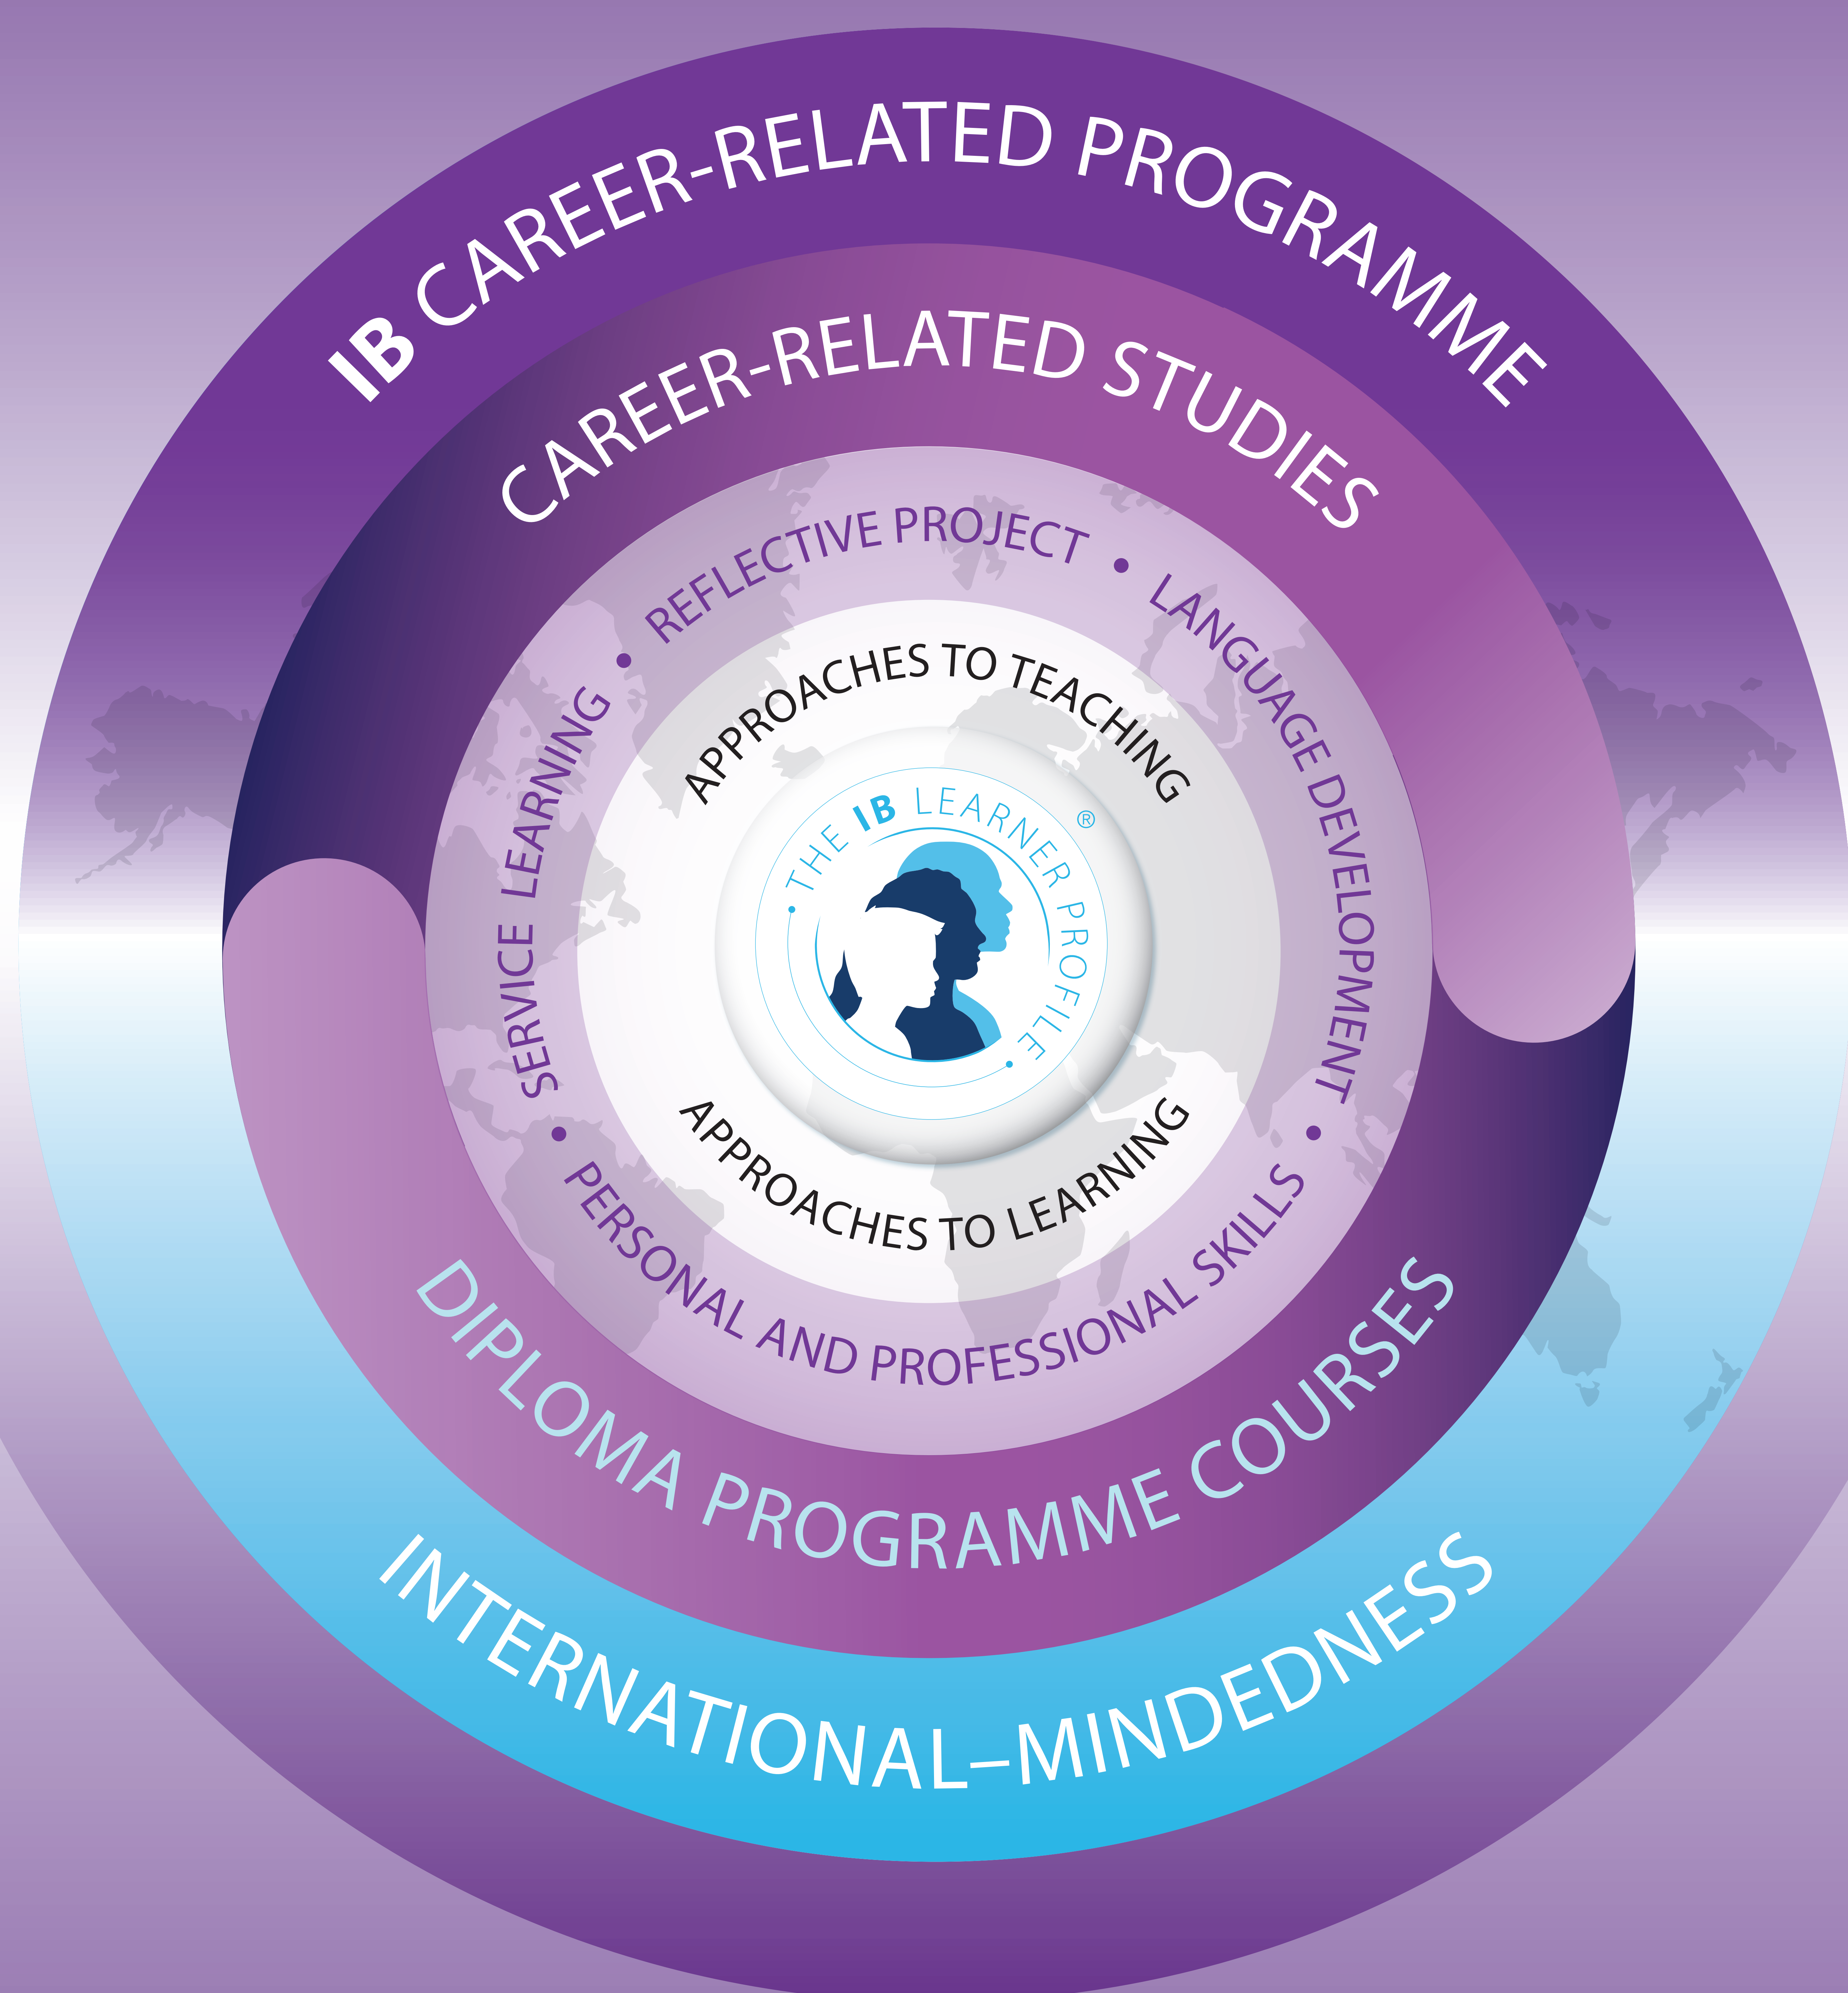 IB CAREER-RELATED PROGRAMME
CAREER-RELATED STUDIES
• REFLECTIVE PROJECT
• LANGUAGE DEVELOPMENT
SERVICE LEARNING
APPROACHES TO TEACHING
• THE IB LEARNER PROFILE •
®
APPROACHES TO LEARNING
• PERSONAL AND PROFESSIONAL SKILLS •
DIPLOMA PROGRAMME COURSES
INTERNATIONAL–MINDEDNESS